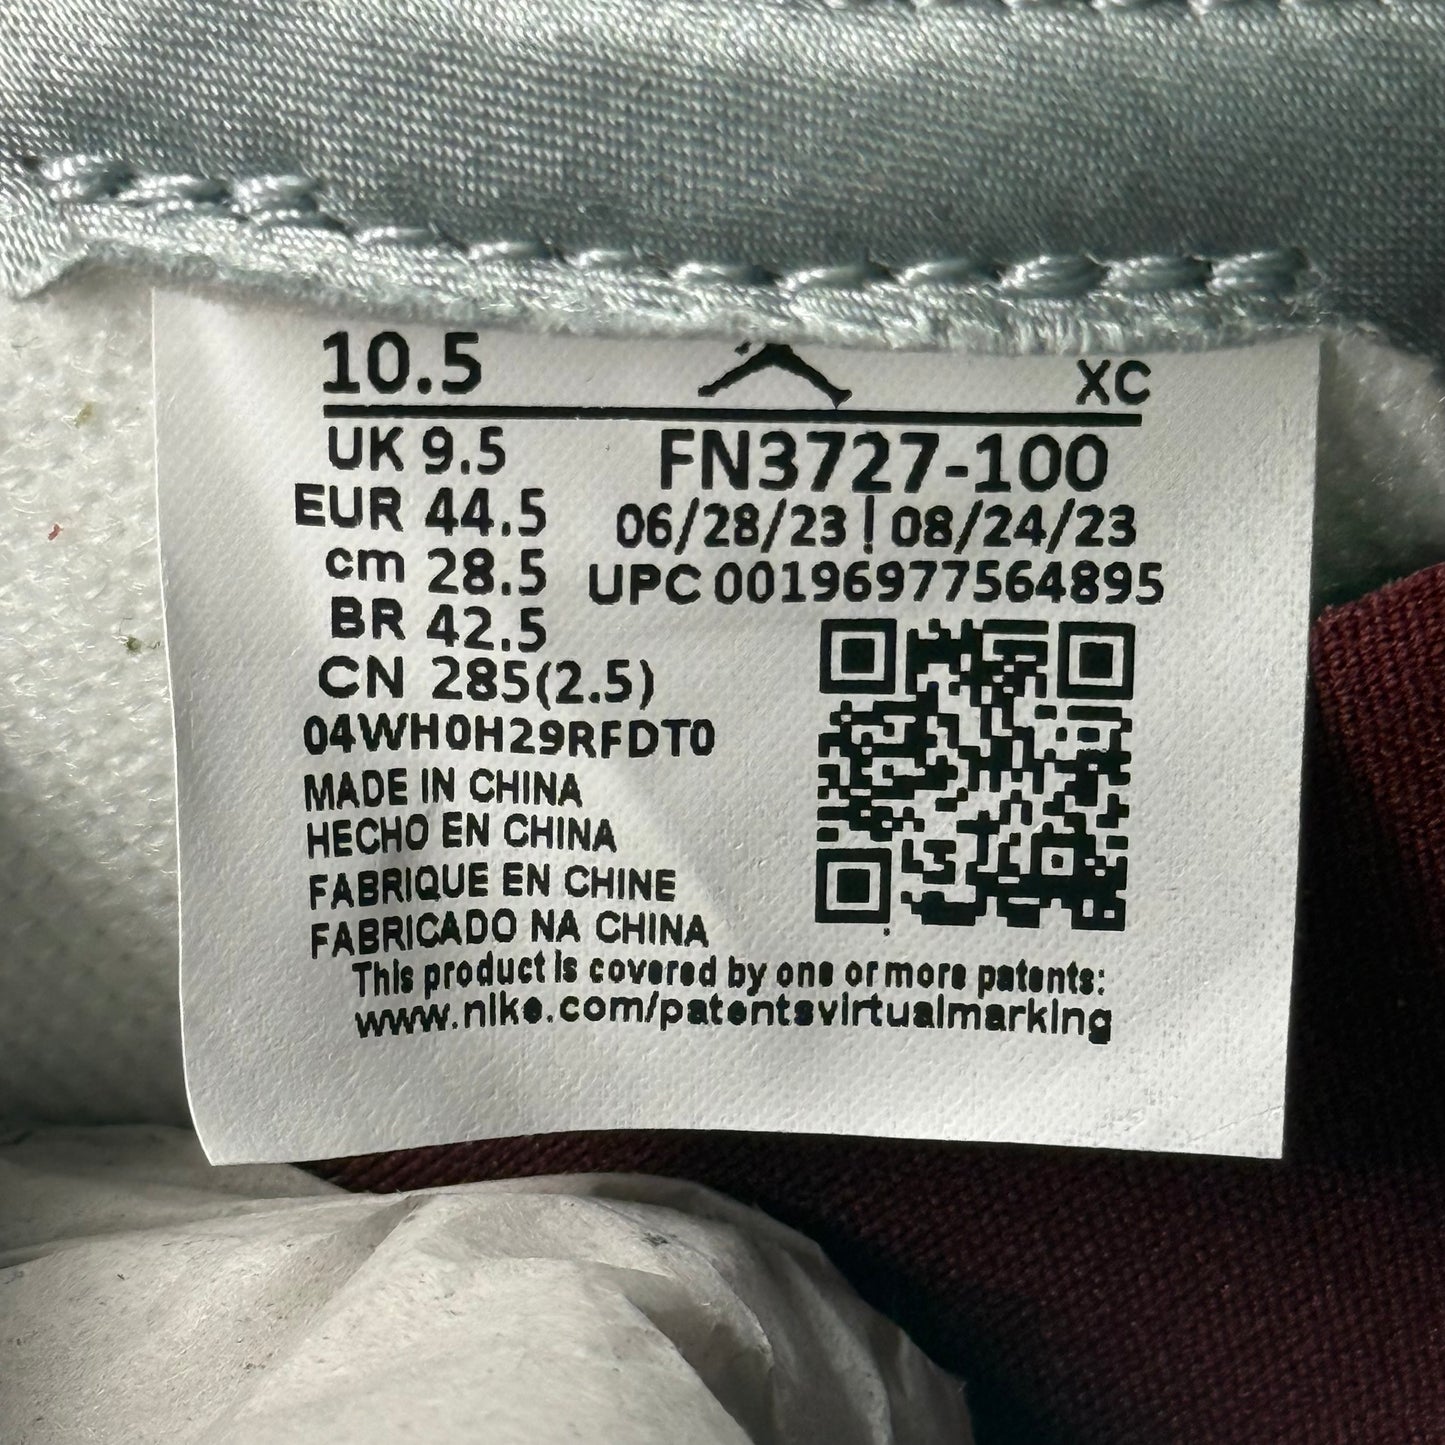 10.5 XC
UK 9.5 FN3727-100
EUR 44.5 06/28/23 | 08/24/23
cm 28.5 UPC 00196977564895
BR 42.5
CN 285(2.5)
04WH0H29RFDT0
MADE IN CHINA
HECHO EN CHINA
FABRIQUE EN CHINE
FABRICADO NA CHINA
This product is covered by one or more patents:
www.nike.com/patentsvirtualmarking